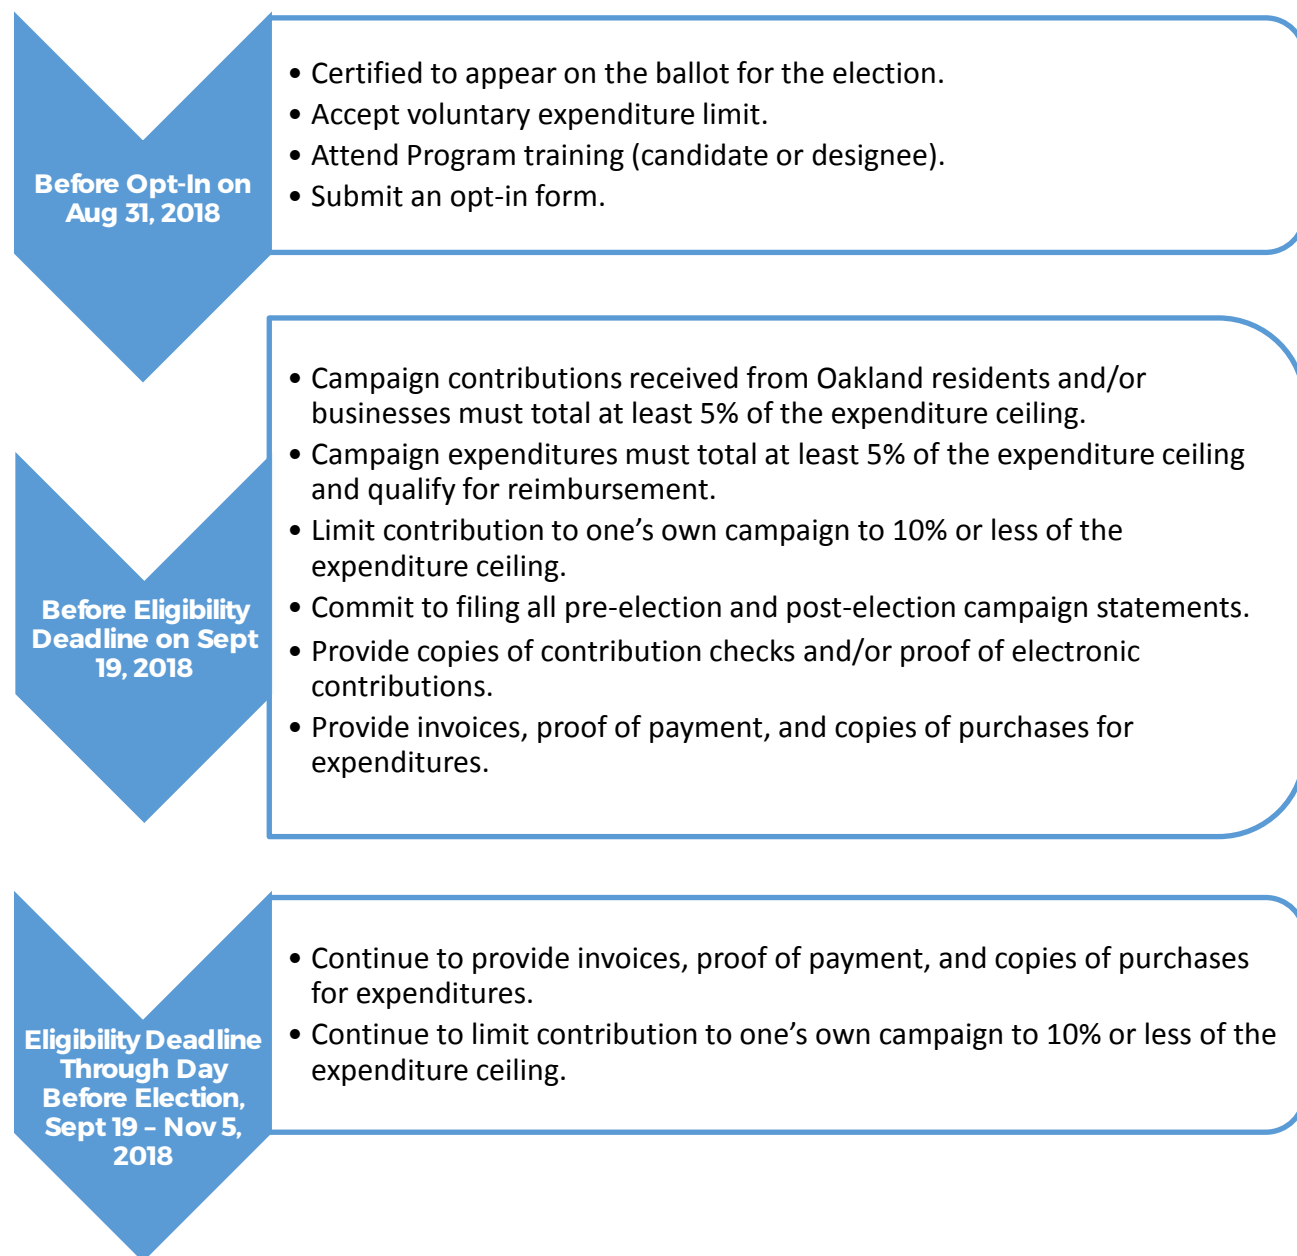 Before Opt-In on
Aug 31, 2018
• Certified to appear on the ballot for the election.
• Accept voluntary expenditure limit.
• Attend Program training (candidate or designee).
• Submit an opt-in form.
Before Eligibility
Deadline on Sept
19, 2018
• Campaign contributions received from Oakland residents and/or
businesses must total at least 5% of the expenditure ceiling.
• Campaign expenditures must total at least 5% of the expenditure ceiling
and qualify for reimbursement.
• Limit contribution to one’s own campaign to 10% or less of the
expenditure ceiling.
• Commit to filing all pre-election and post-election campaign statements.
• Provide copies of contribution checks and/or proof of electronic
contributions.
• Provide invoices, proof of payment, and copies of purchases for
expenditures.
Eligibility Deadline
Through Day
Before Election,
Sept 19 – Nov 5,
2018
• Continue to provide invoices, proof of payment, and copies of purchases
for expenditures.
• Continue to limit contribution to one’s own campaign to 10% or less of the
expenditure ceiling.